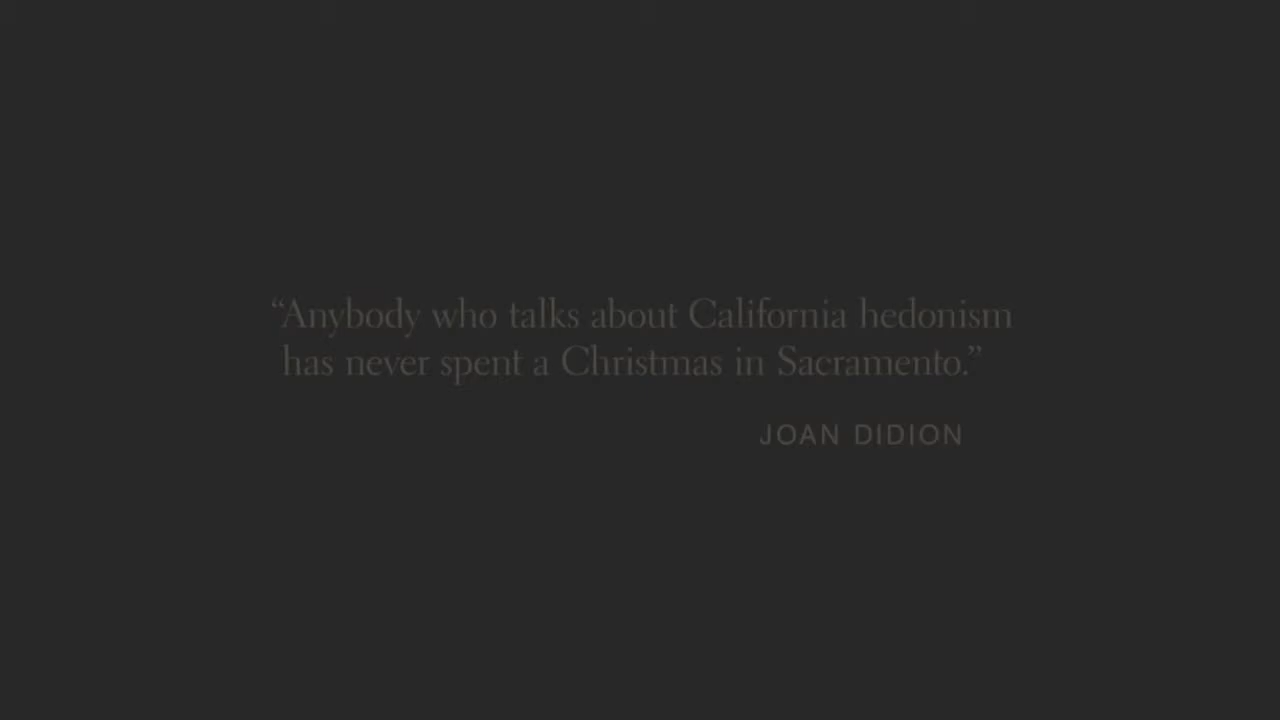 “Anybody who talks about California hedonism
has never spent a Christmas in Sacramento.”
JOAN DIDION